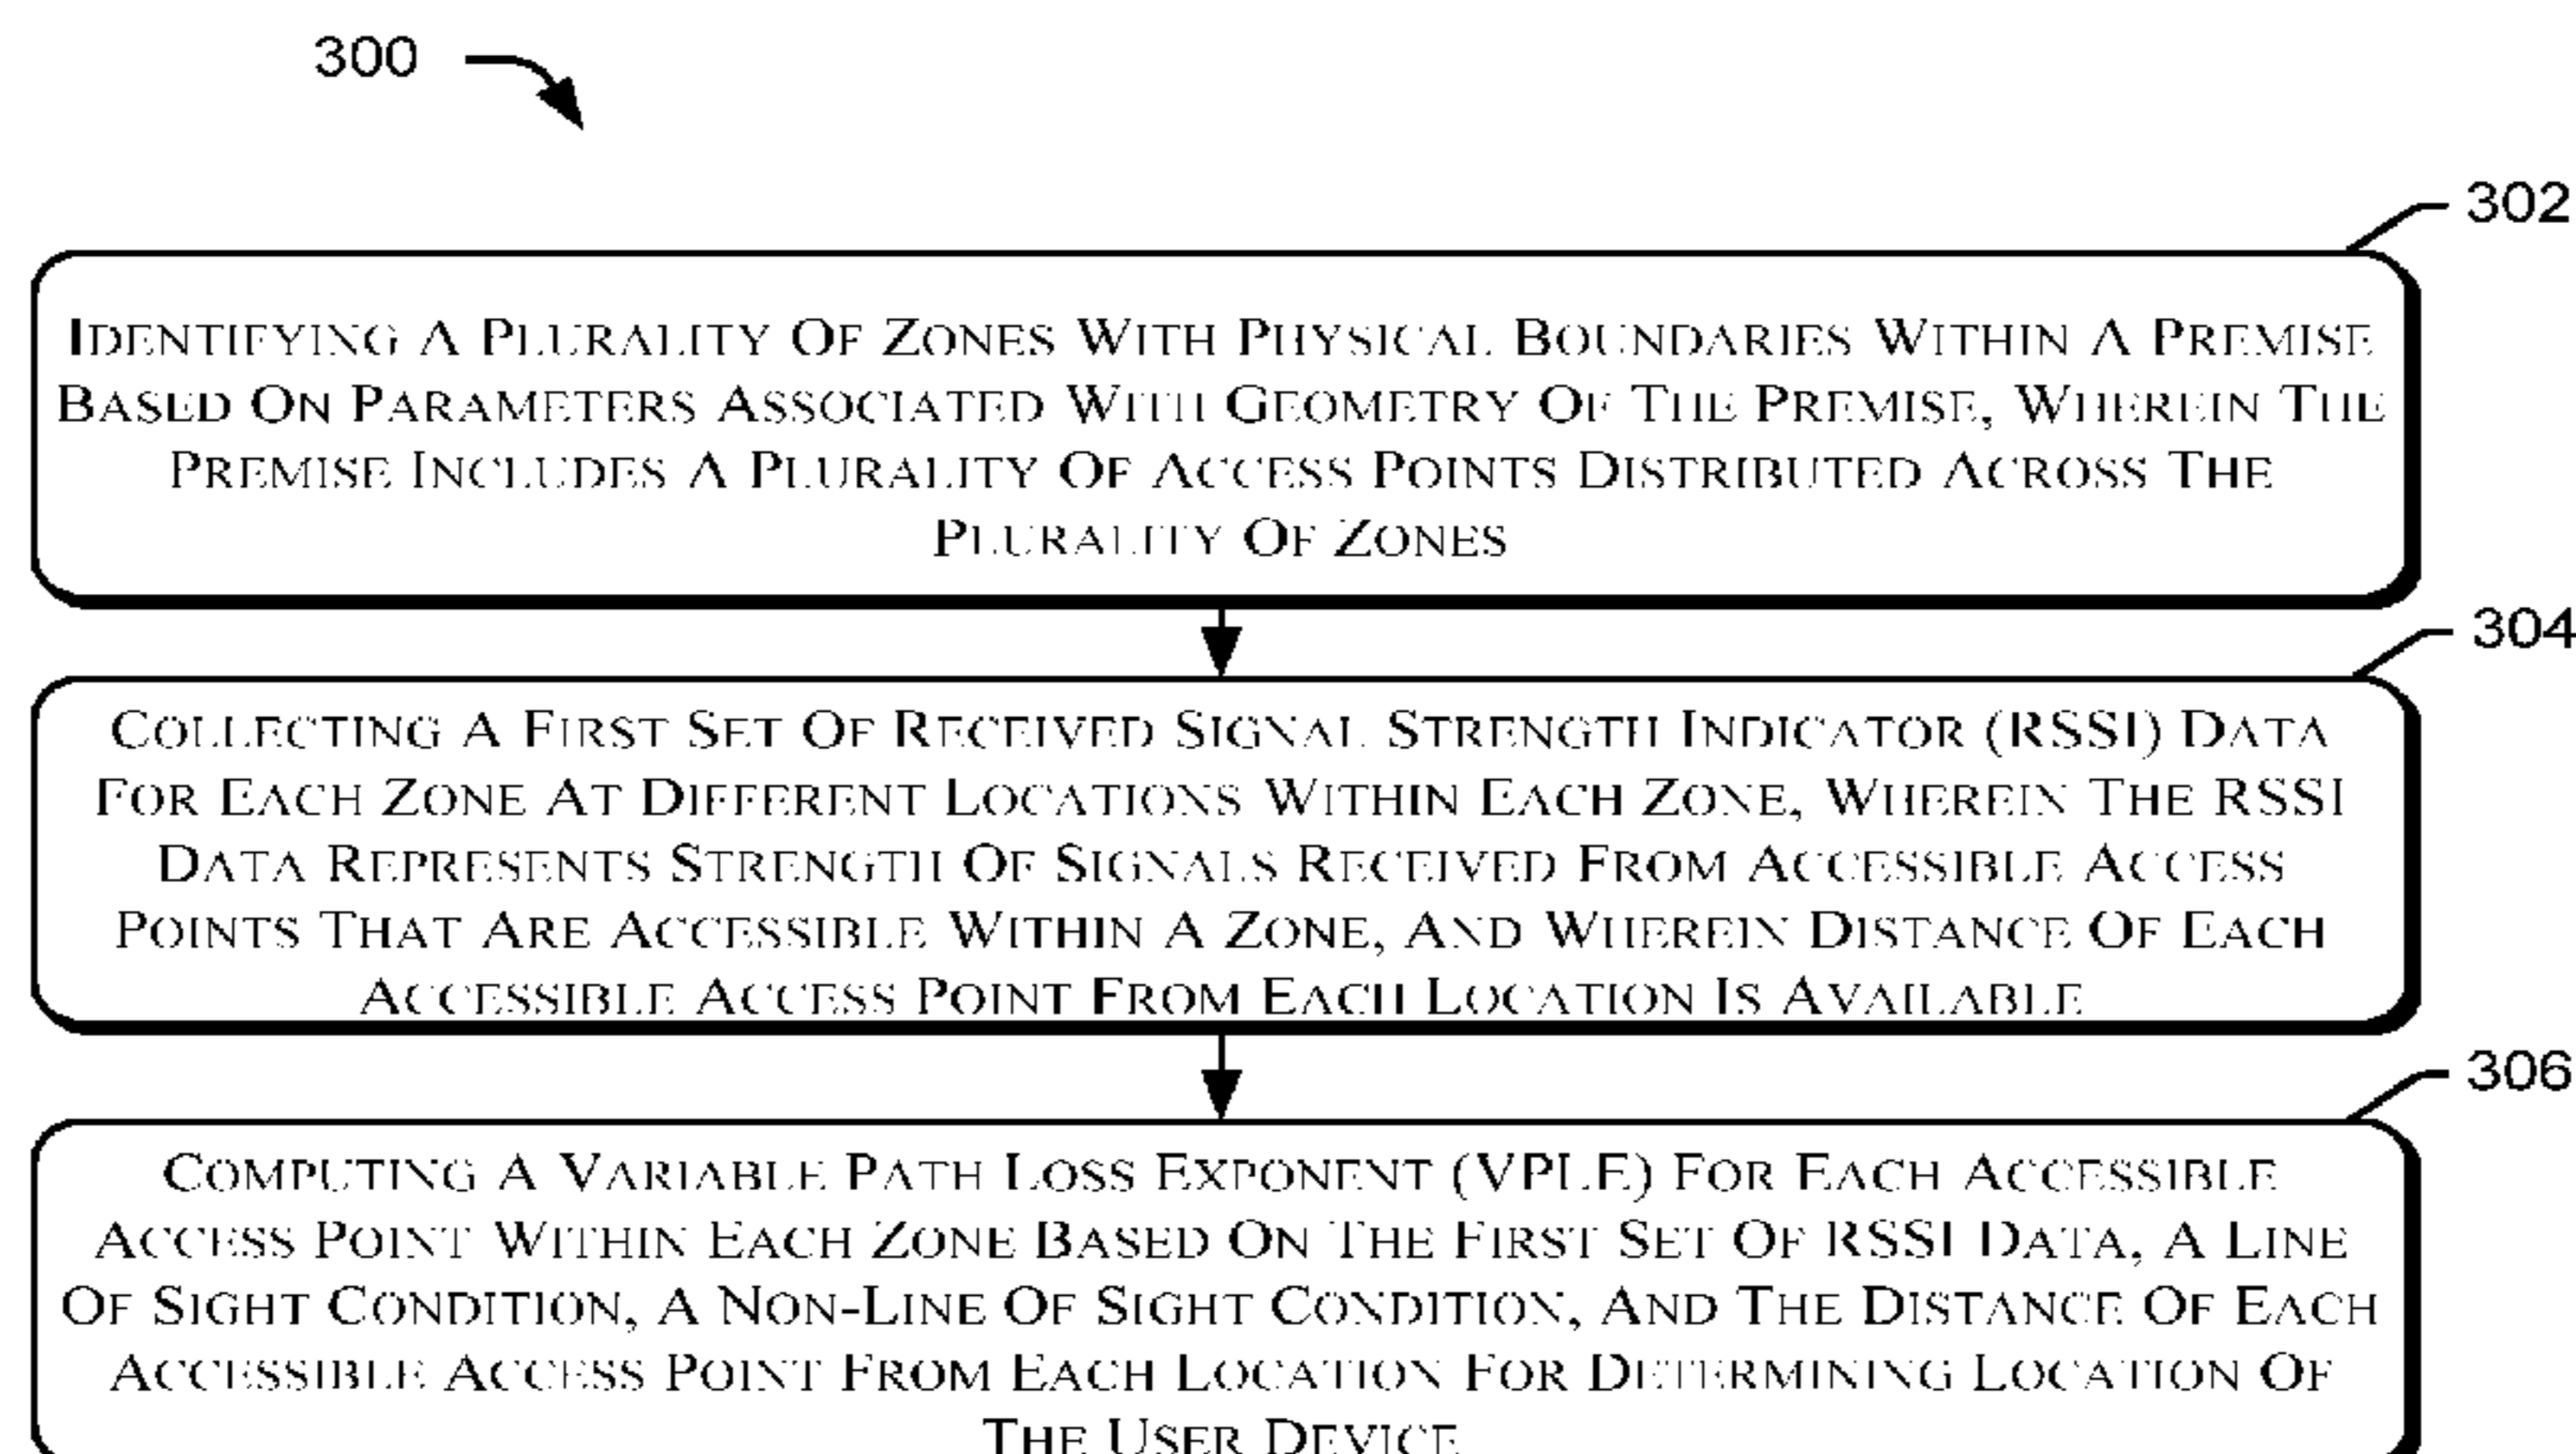 300
302
IDENTIFYING A PLURALITY OF ZONES WITH PHYSICAL BOUNDARIES WITHIN A PREMISE
BASED ON PARAMETERS ASSOCIATED WITH GEOMETRY OF THE PREMISE, WHEREIN THE
PREMISE INCLUDES A PLURALITY OF ACCESS POINTS DISTRIBUTED ACROSS THE
PLURALITY OF ZONES
304
COLLECTING A FIRST SET OF RECEIVED SIGNAL STRENGTH INDICATOR (RSSI) DATA
FOR EACH ZONE AT DIFFERENT LOCATIONS WITHIN EACH ZONE, WHEREIN THE RSSI
DATA REPRESENTS STRENGTH OF SIGNALS RECEIVED FROM ACCESSIBLE ACCESS
POINTS THAT ARE ACCESSIBLE WITHIN A ZONE, AND WHEREIN DISTANCE OF EACH
ACCESSIBLE ACCESS POINT FROM EACH LOCATION IS AVAILABLE
306
COMPUTING A VARIABLE PATH LOSS EXPONENT (VPLE) FOR EACH ACCESSIBLE
ACCESS POINT WITHIN EACH ZONE BASED ON THE FIRST SET OF RSSI DATA, A LINE
OF SIGHT CONDITION, A NON-LINE OF SIGHT CONDITION, AND THE DISTANCE OF EACH
ACCESSIBLE ACCESS POINT FROM EACH LOCATION FOR DETERMINING LOCATION OF
THE USER DEVICE